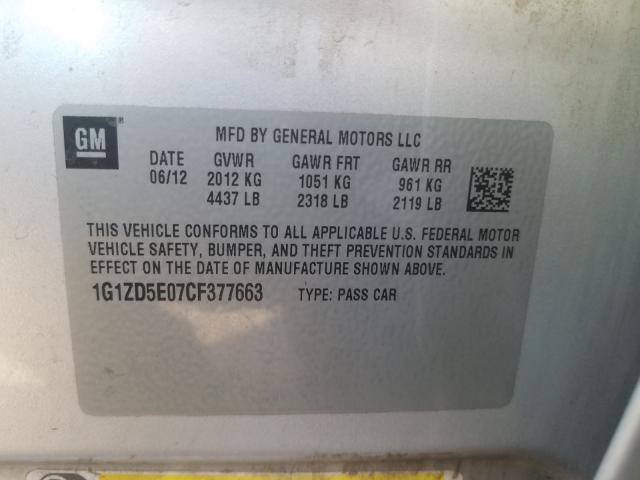 GM
MFD BY GENERAL MOTORS LLC
DATE GVWR GAWR FRT GAWR RR
06/12 2012 KG 1051 KG 961 KG
4437 LB 2318 LB 2119 LB
THIS VEHICLE CONFORMS TO ALL APPLICABLE U.S. FEDERAL MOTOR
VEHICLE SAFETY, BUMPER, AND THEFT PREVENTION STANDARDS IN
EFFECT ON THE DATE OF MANUFACTURE SHOWN ABOVE.
1G1ZD5E07CF377663 TYPE: PASS CAR